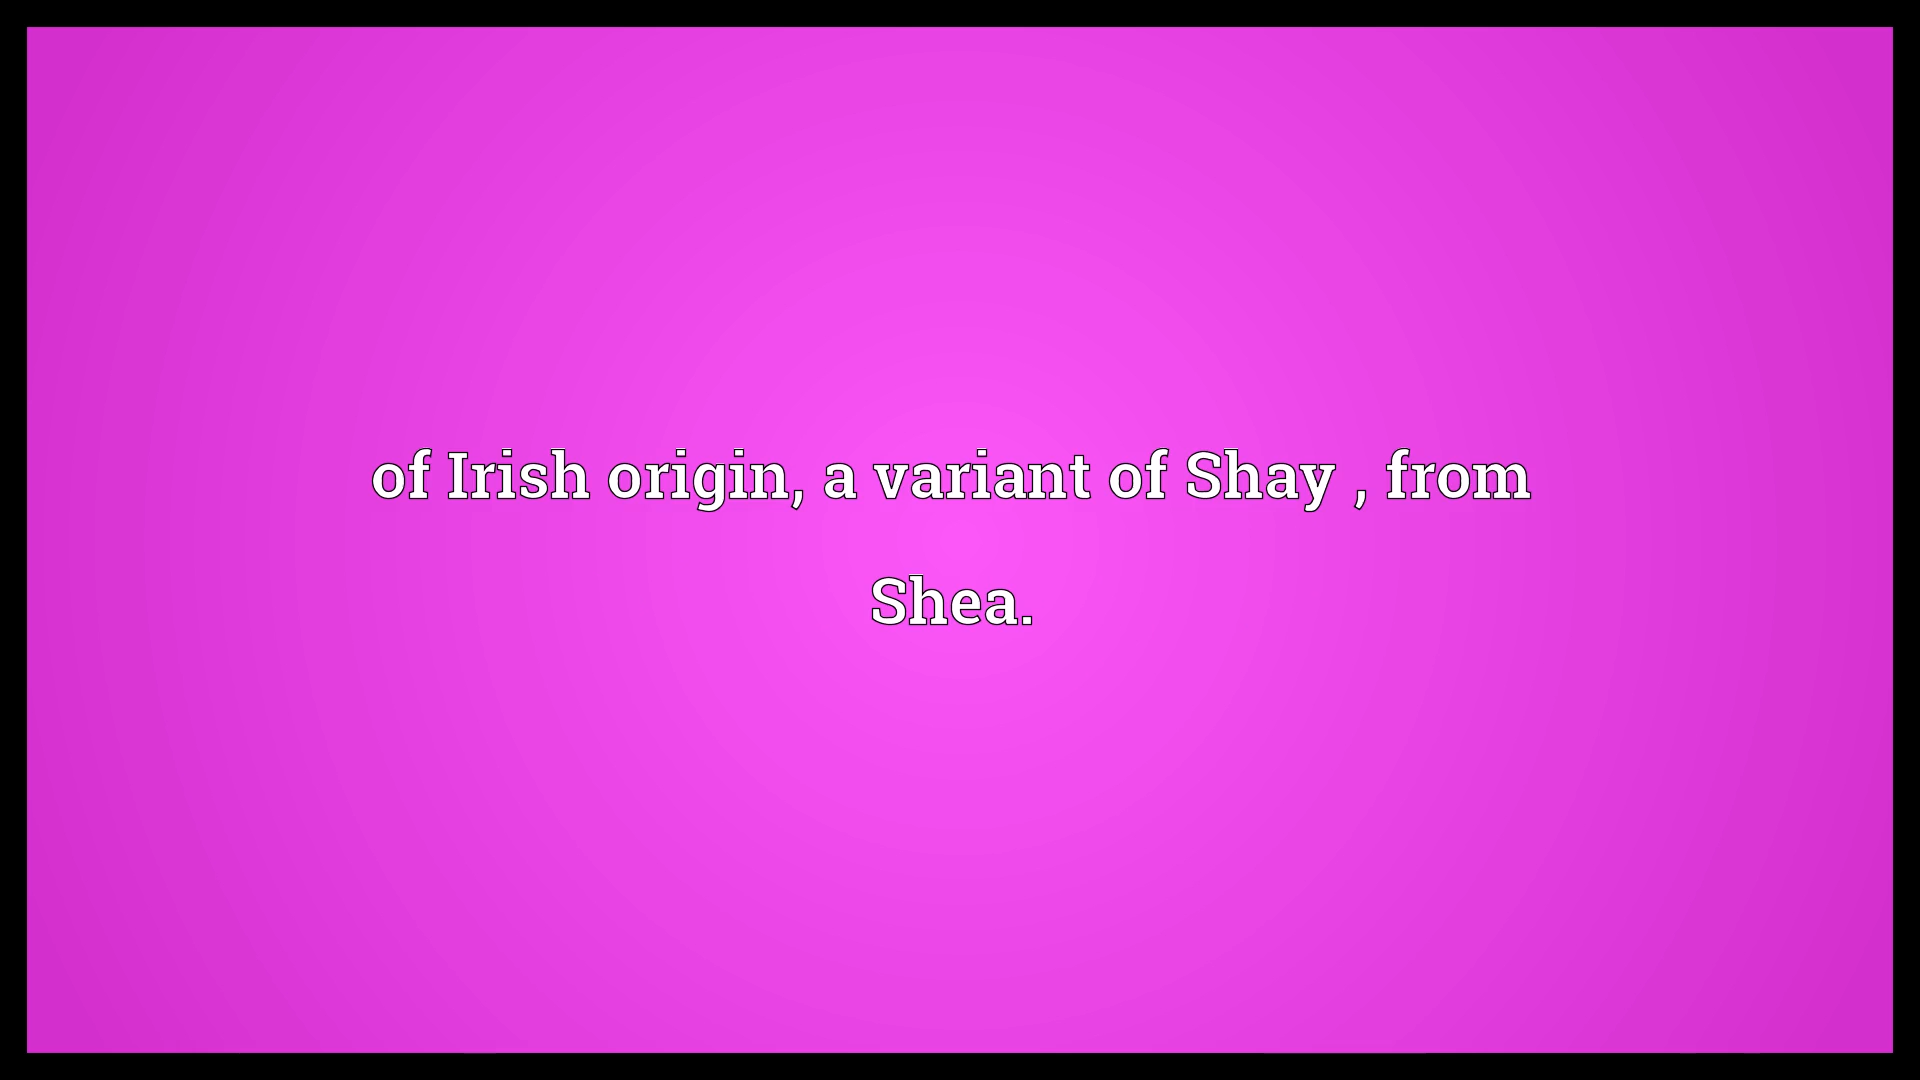 of Irish origin, a variant of Shay , from
Shea.